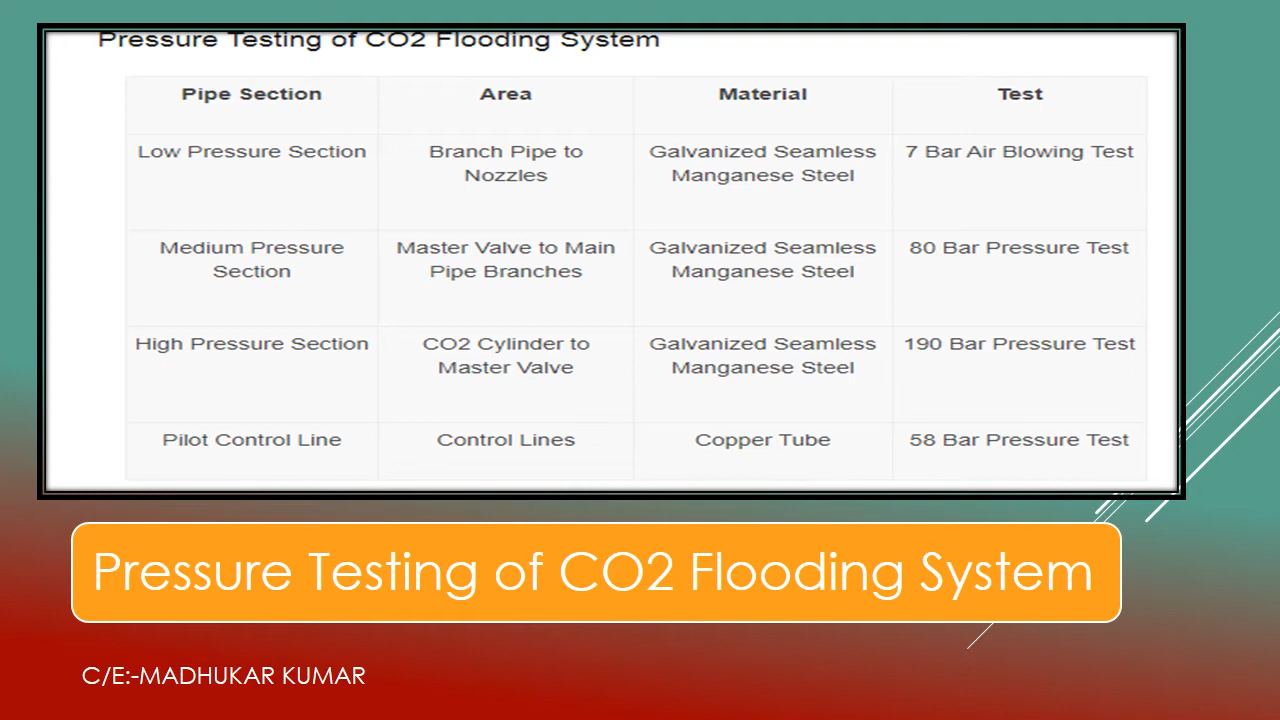 Pressure Testing of CO2 Flooding System
Pipe Section Area Material Test
Low Pressure Section Branch Pipe to Galvanized Seamless 7 Bar Air Blowing Test
Nozzles Manganese Steel
Medium Pressure Master Valve to Main Galvanized Seamless 80 Bar Pressure Test
Section Pipe Branches Manganese Steel
High Pressure Section CO2 Cylinder to Galvanized Seamless 190 Bar Pressure Test
Master Valve Manganese Steel
Pilot Control Line Control Lines Copper Tube 58 Bar Pressure Test
Pressure Testing of CO2 Flooding System
C/E:-MADHUKAR KUMAR